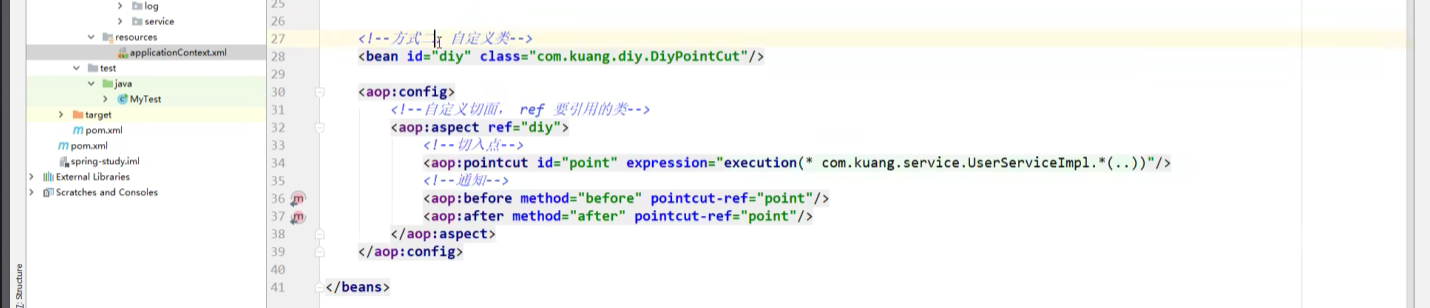 log
service
resources
applicationContext.xml
test
java
MyTest
target
pom.xml
pom.xml
spring-study.iml
External Libraries
Scratches and Consoles
Z: Structure
25
26
27 <!--方式二 自定义类-->
28 <bean id="diy" class="com.kuang.diy.DiyPointCut"/>
29
30 <aop:config>
31 <!--自定义切面， ref 要引用的类-->
32 <aop:aspect ref="diy">
33 <!--切入点-->
34 <aop:pointcut id="point" expression="execution(* com.kuang.service.UserServiceImpl.*(..))"/>
35 <!--通知-->
36 <aop:before method="before" pointcut-ref="point"/>
37 <aop:after method="after" pointcut-ref="point"/>
38 </aop:aspect>
39 </aop:config>
40
41 </beans>